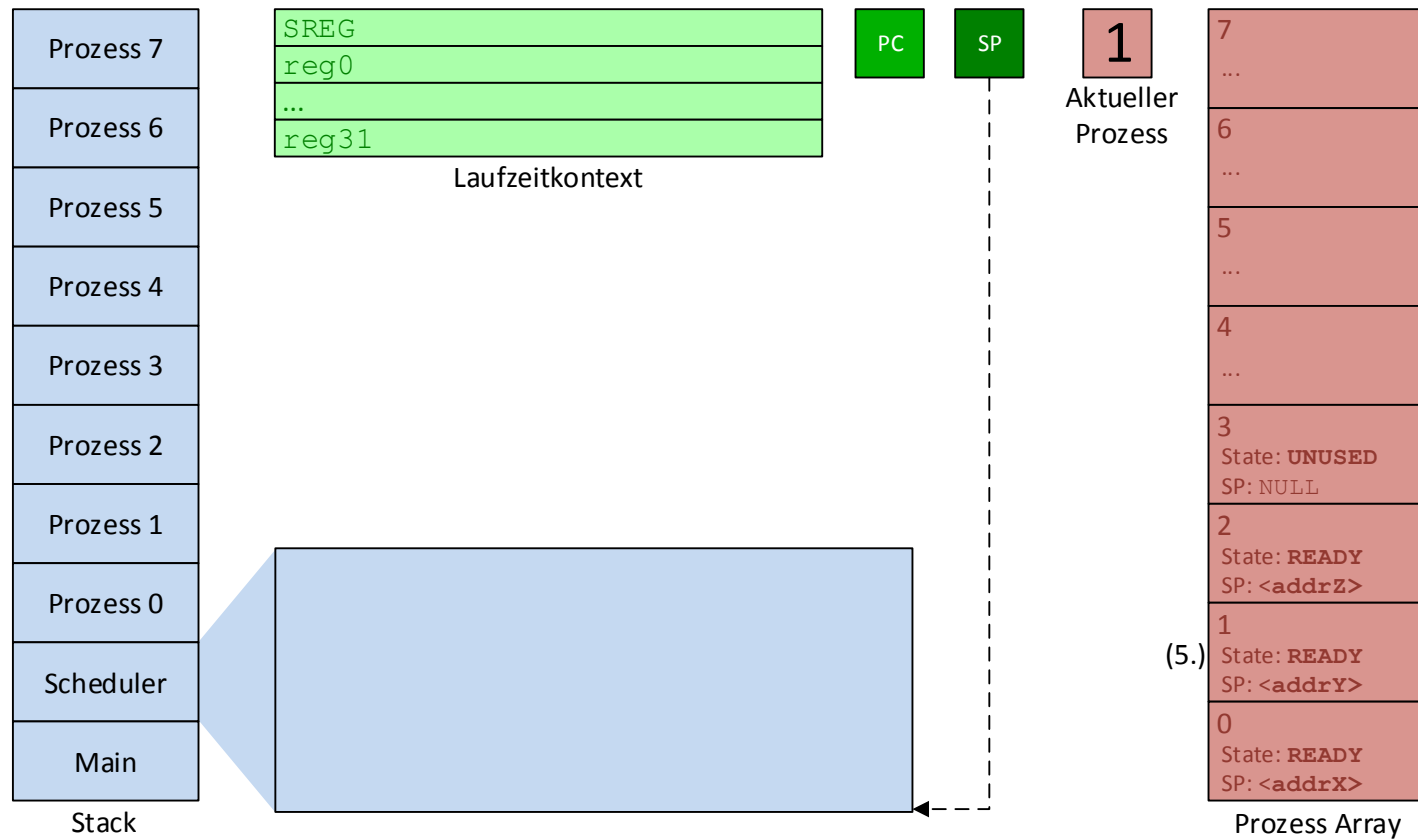 Prozess 7
Prozess 6
Prozess 5
Prozess 4
Prozess 3
Prozess 2
Prozess 1
Prozess 0
Scheduler
Main
Stack
SREG
reg0
...
reg31
Laufzeitkontext
PC
SP
1
Aktueller
Prozess
7
...
6
...
5
...
4
...
3
State: UNUSED
SP: NULL
2
State: READY
SP: <addrZ>
(5.)
1
State: READY
SP: <addrY>
0
State: READY
SP: <addrX>
Prozess Array